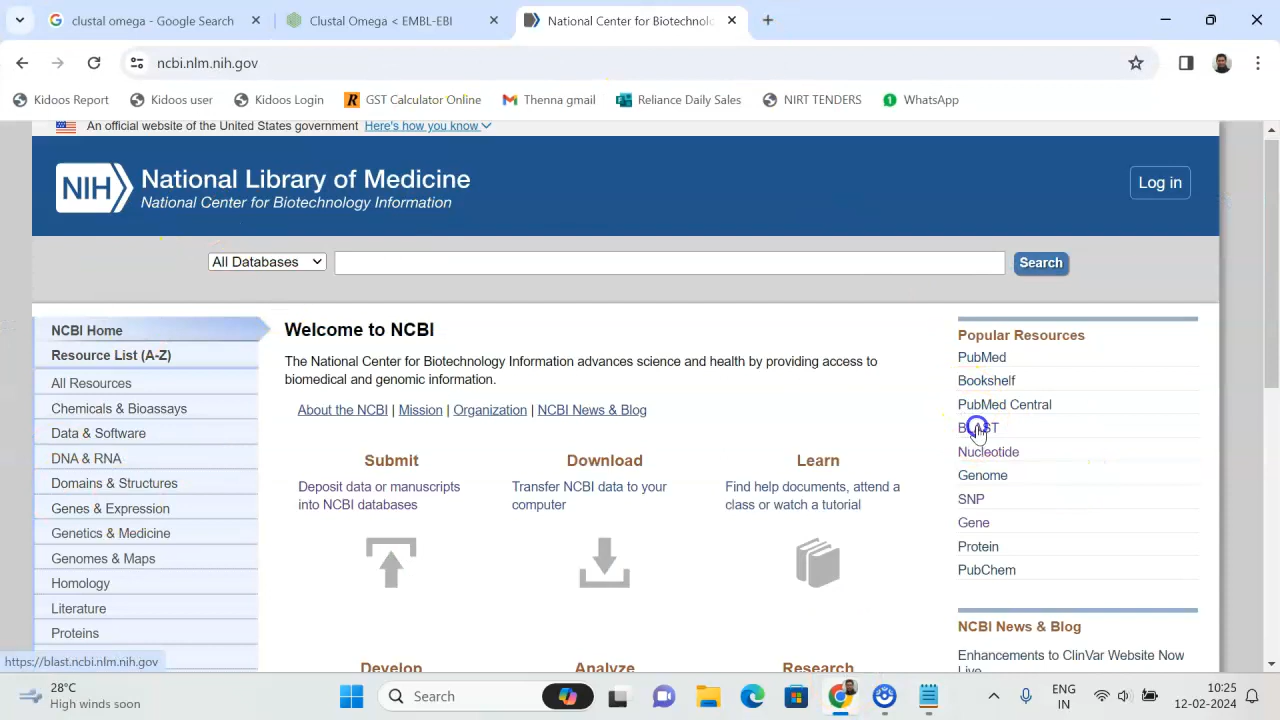 clustal omega - Google Search
Clustal Omega < EMBL-EBI
National Center for Biotechnolo
ncbi.nlm.nih.gov
Kidoos Report
Kidoos user
Kidoos Login
GST Calculator Online
Thenna gmail
Reliance Daily Sales
NIRT TENDERS
WhatsApp
An official website of the United States government Here's how you know
NIH National Library of Medicine
National Center for Biotechnology Information
Log in
All Databases
Search
NCBI Home
Resource List (A-Z)
All Resources
Chemicals & Bioassays
Data & Software
DNA & RNA
Domains & Structures
Genes & Expression
Genetics & Medicine
Genomes & Maps
Homology
Literature
Proteins
Welcome to NCBI
The National Center for Biotechnology Information advances science and health by providing access to
biomedical and genomic information.
About the NCBI | Mission | Organization | NCBI News & Blog
Submit
Deposit data or manuscripts
into NCBI databases
Download
Transfer NCBI data to your
computer
Learn
Find help documents, attend a
class or watch a tutorial
Develop
Analyze
Research
Popular Resources
PubMed
Bookshelf
PubMed Central
BLAST
Nucleotide
Genome
SNP
Gene
Protein
PubChem
NCBI News & Blog
Enhancements to ClinVar Website Now
Live
https://blast.ncbi.nlm.nih.gov
28°C
High winds soon
Search
ENG
IN
10:25
12-02-2024